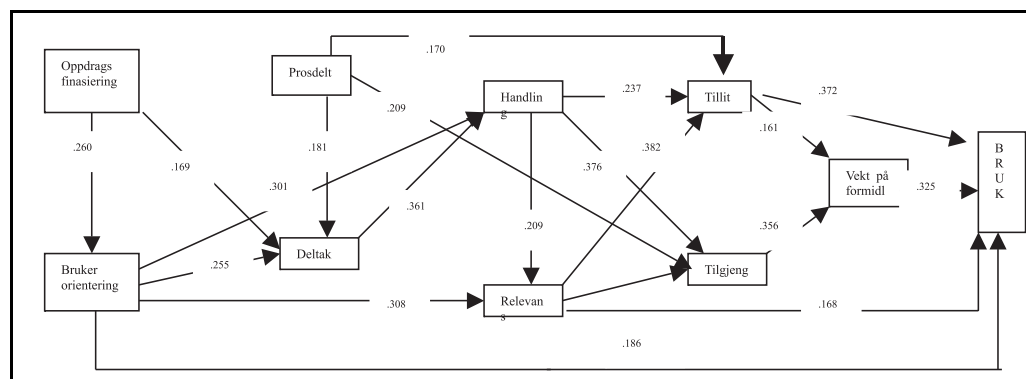 .170
Oppdrags
finasiering
Prosdelt
.209
Handlin
g
.237
Tillit
.372
.161
B
R
U
K
.260
.169
.181
.301
.361
.376
.382
Vekt på
formidl
.325
.209
.356
Bruker
orientering
.255
Deltak
Tilgjeng
.308
Relevan
s
.168
.186